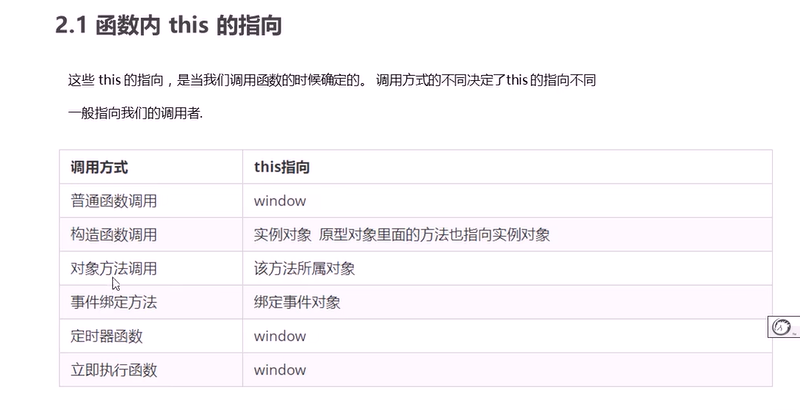 2.1 函数内 this 的指向
这些 this 的指向，是当我们调用函数的时候确定的。 调用方式的不同决定了this 的指向不同
一般指向我们的调用者.
调用方式 this指向
普通函数调用 window
构造函数调用 实例对象 原型对象里面的方法也指向实例对象
对象方法调用 该方法所属对象
事件绑定方法 绑定事件对象
定时器函数 window
立即执行函数 window